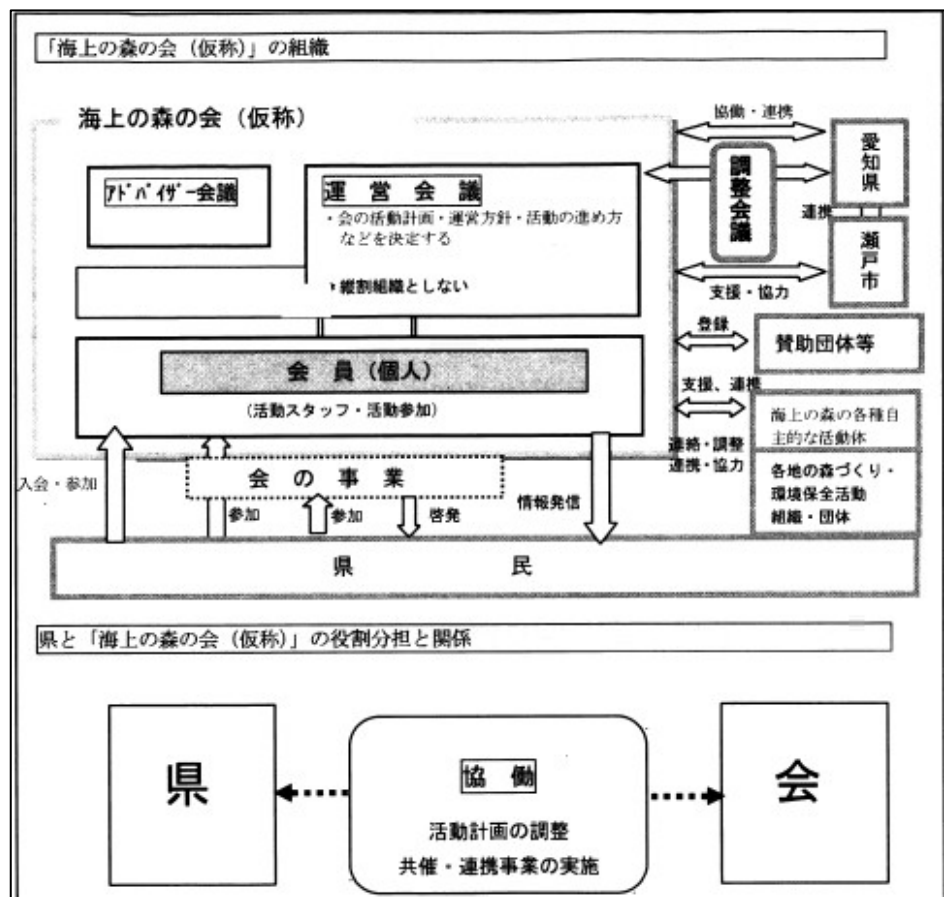 「海上の森の会（仮称）」の組織
海上の森の会（仮称）
ｱﾄﾞﾊﾞｲｻﾞｰ会議
運営会議
・会の活動計画・運営方針・活動の進め方
などを決定する
縦割組織としない
会員（個人）
（活動スタッフ・活動参加）
協働・連携
調整会議
愛知県
連携
瀬戸市
支援・協力
登録
賛助団体等
支援、連携
海上の森の各種自
主的な活動体
連絡・調整
連携・協力
各地の森づくり・
環境保全活動
組織・団体
入会・参加
会の事業
参加
参加
啓発
情報発信
県民
県と「海上の森の会（仮称）」の役割分担と関係
県
協働
活動計画の調整
共催・連携事業の実施
会